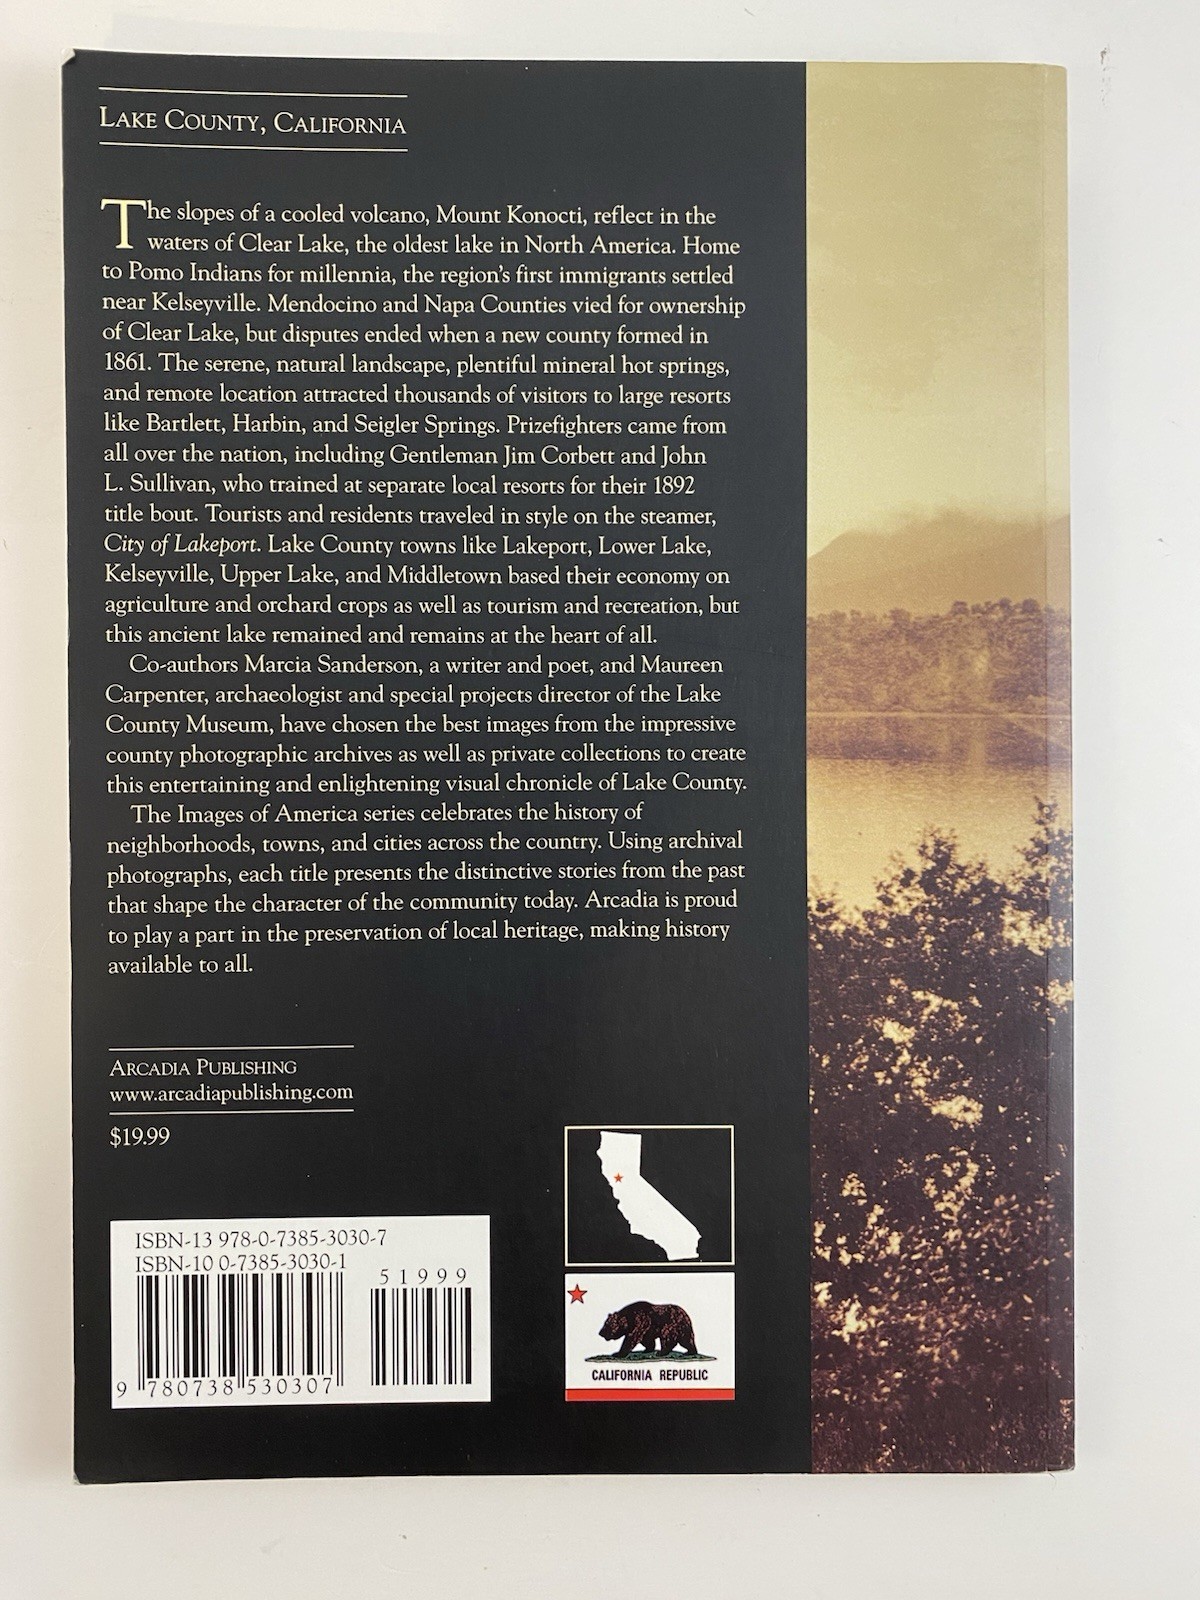 LAKE COUNTY, CALIFORNIA
The slopes of a cooled volcano, Mount Konocti, reflect in the
waters of Clear Lake, the oldest lake in North America. Home
to Pomo Indians for millennia, the region's first immigrants settled
near Kelseyville. Mendocino and Napa Counties vied for ownership
of Clear Lake, but disputes ended when a new county formed in
1861. The serene, natural landscape, plentiful mineral hot springs,
and remote location attracted thousands of visitors to large resorts
like Bartlett, Harbin, and Seigler Springs. Prizefighters came from
all over the nation, including Gentleman Jim Corbett and John
L. Sullivan, who trained at separate local resorts for their 1892
title bout. Tourists and residents traveled in style on the steamer,
City of Lakeport. Lake County towns like Lakeport, Lower Lake,
Kelseyville, Upper Lake, and Middletown based their economy on
agriculture and orchard crops as well as tourism and recreation, but
this ancient lake remained and remains at the heart of all.
Co-authors Marcia Sanderson, a writer and poet, and Maureen
Carpenter, archaeologist and special projects director of the Lake
County Museum, have chosen the best images from the impressive
county photographic archives as well as private collections to create
this entertaining and enlightening visual chronicle of Lake County.
The Images of America series celebrates the history of
neighborhoods, towns, and cities across the country. Using archival
photographs, each title presents the distinctive stories from the past
that shape the character of the community today. Arcadia is proud
to play a part in the preservation of local heritage, making history
available to all.
ARCADIA PUBLISHING
www.arcadiapublishing.com
$19.99
ISBN-13 978-0-7385-3030-7
ISBN-10 0-7385-3030-1
51999
9 780738 530307
CALIFORNIA REPUBLIC